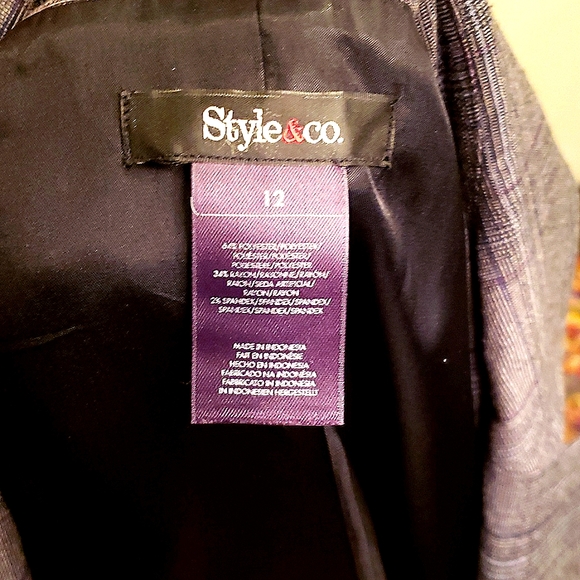 Style&co.
12
64% POLYESTER/POLYESTER/
POLIÉSTER/POLIÉSTER/
POLIESTERE/POLYESTER
34% RAYON/RAYONNE/RAYON/
RAION/SEDA ARTIFICIAL/
RAYON/RAYON
2% SPANDEX/SPANDEX/SPANDEX/
SPANDEX/SPANDEX/SPANDEX
MADE IN INDONESIA
FAIT EN INDONÉSIE
HECHO EN INDONESIA
FABRICADO NA INDONÉSIA
FABBRICATO IN INDONESIA
IN INDONESIEN HERGESTELLT